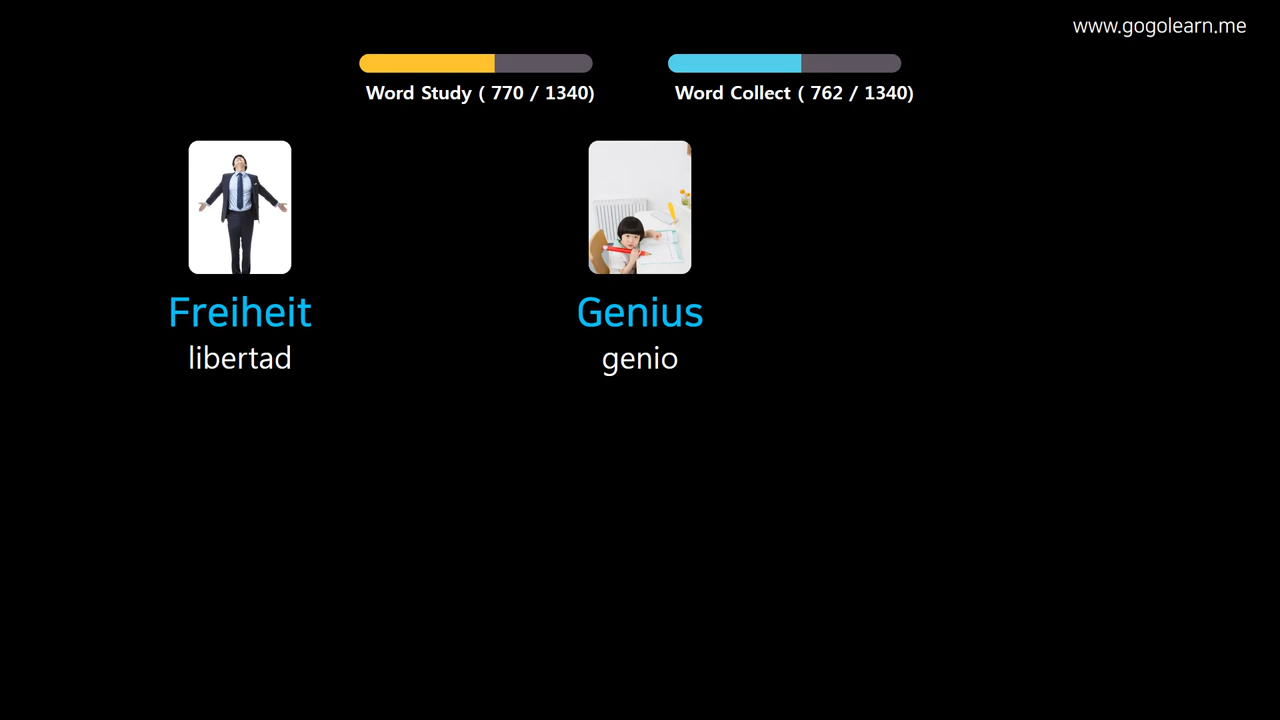 www.gogolearn.me
Word Study ( 770 / 1340)
Word Collect ( 762 / 1340)
Freiheit
libertad
Genius
genio